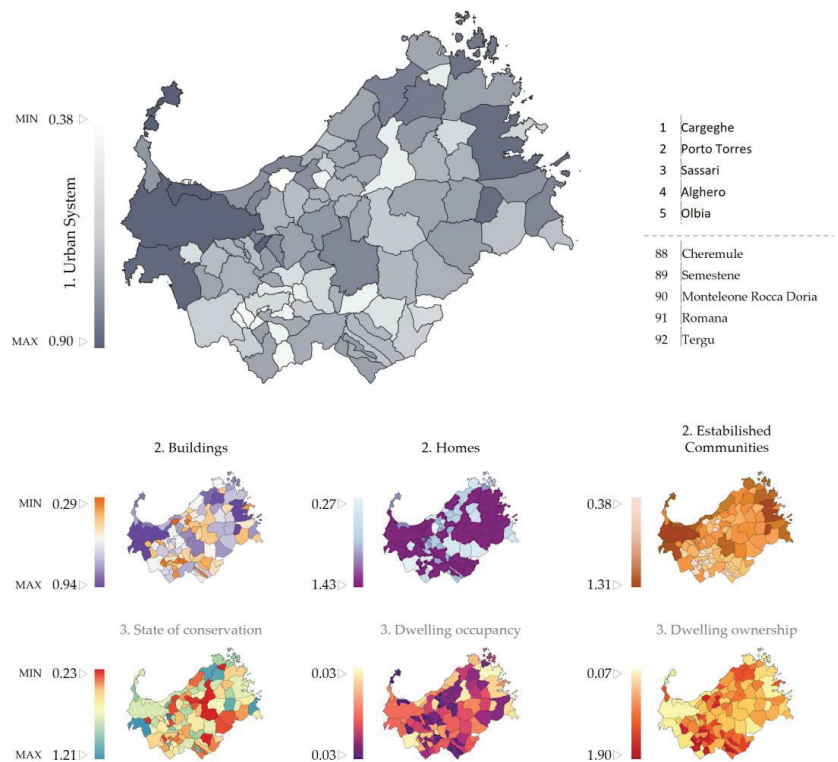 MIN 0.38
1. Urban System
MAX 0.90
1 Cargeghe
2 Porto Torres
3 Sassari
4 Alghero
5 Olbia
88 Cheremule
89 Semestene
90 Monteleone Rocca Doria
91 Romana
92 Tergu
2. Buildings
MIN 0.29
MAX 0.94
2. Homes
0.27
1.43
2. Estabilished
Communities
0.38
1.31
3. State of conservation
MIN 0.23
MAX 1.21
3. Dwelling occupancy
0.03
0.03
3. Dwelling ownership
0.07
1.90